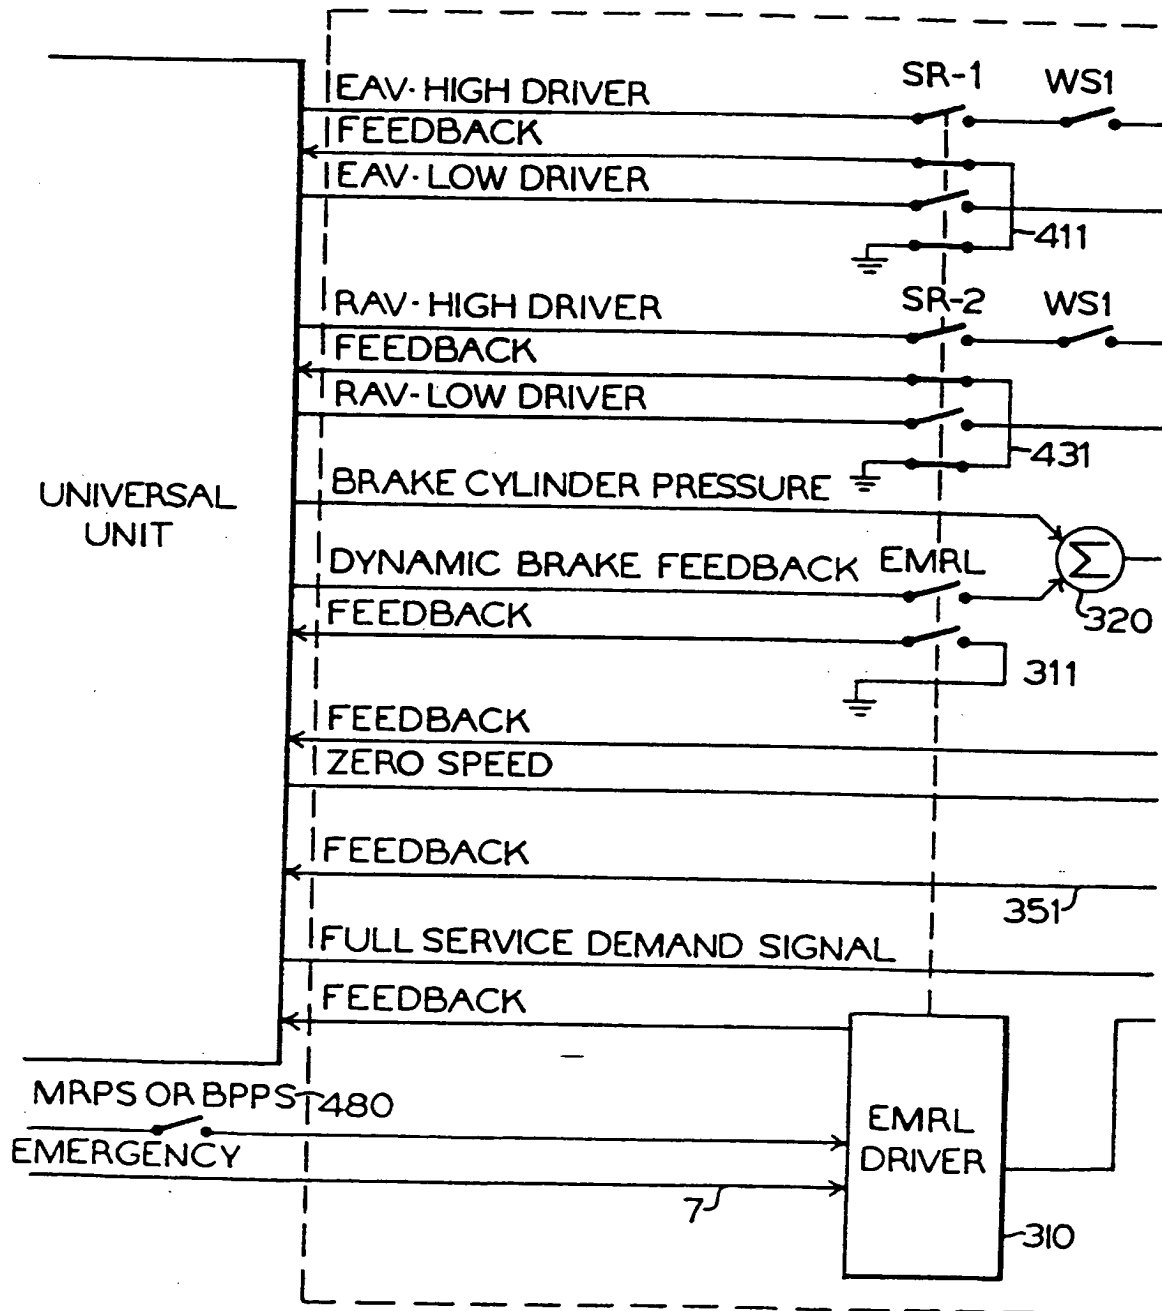 SR-1 WS1
EAV-HIGH DRIVER
FEEDBACK
EAV-LOW DRIVER
411
SR-2 WS1
RAV-HIGH DRIVER
FEEDBACK
RAV-LOW DRIVER
431
UNIVERSAL
UNIT
BRAKE CYLINDER PRESSURE
Σ
DYNAMIC BRAKE FEEDBACK EMRL
320
FEEDBACK
311
FEEDBACK
ZERO SPEED
FEEDBACK
351
FULL SERVICE DEMAND SIGNAL
FEEDBACK
MRPS OR BPPS 480
EMERGENCY
7
EMRL
DRIVER
310